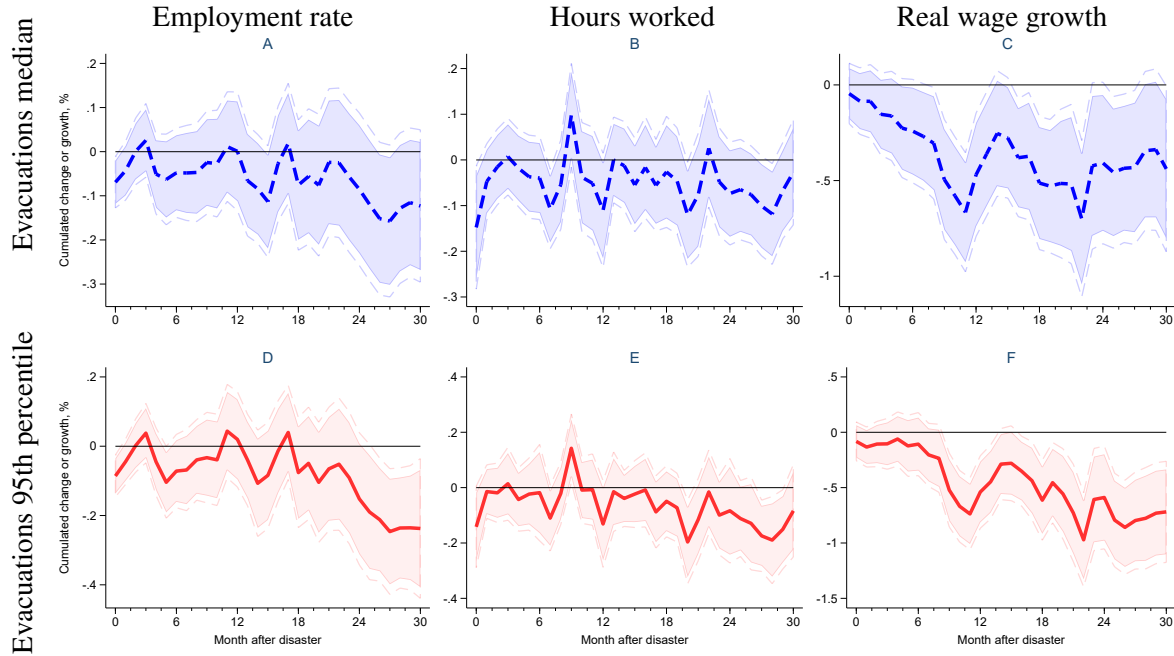 Employment rate
Hours worked
Real wage growth
Evacuations median
A
Cumulated change or growth, %
.2
.1
0
-.1
-.2
-.3
0 6 12 18 24 30
B
.2
.1
0
-.1
-.2
-.3
0 6 12 18 24 30
C
0
-.5
-1
0 6 12 18 24 30
Evacuations 95th percentile
D
Cumulated change or growth, %
.2
0
-.2
-.4
0 6 12 18 24 30
Month after disaster
E
.4
.2
0
-.2
-.4
0 6 12 18 24 30
Month after disaster
F
.5
0
-.5
-1
-1.5
0 6 12 18 24 30
Month after disaster